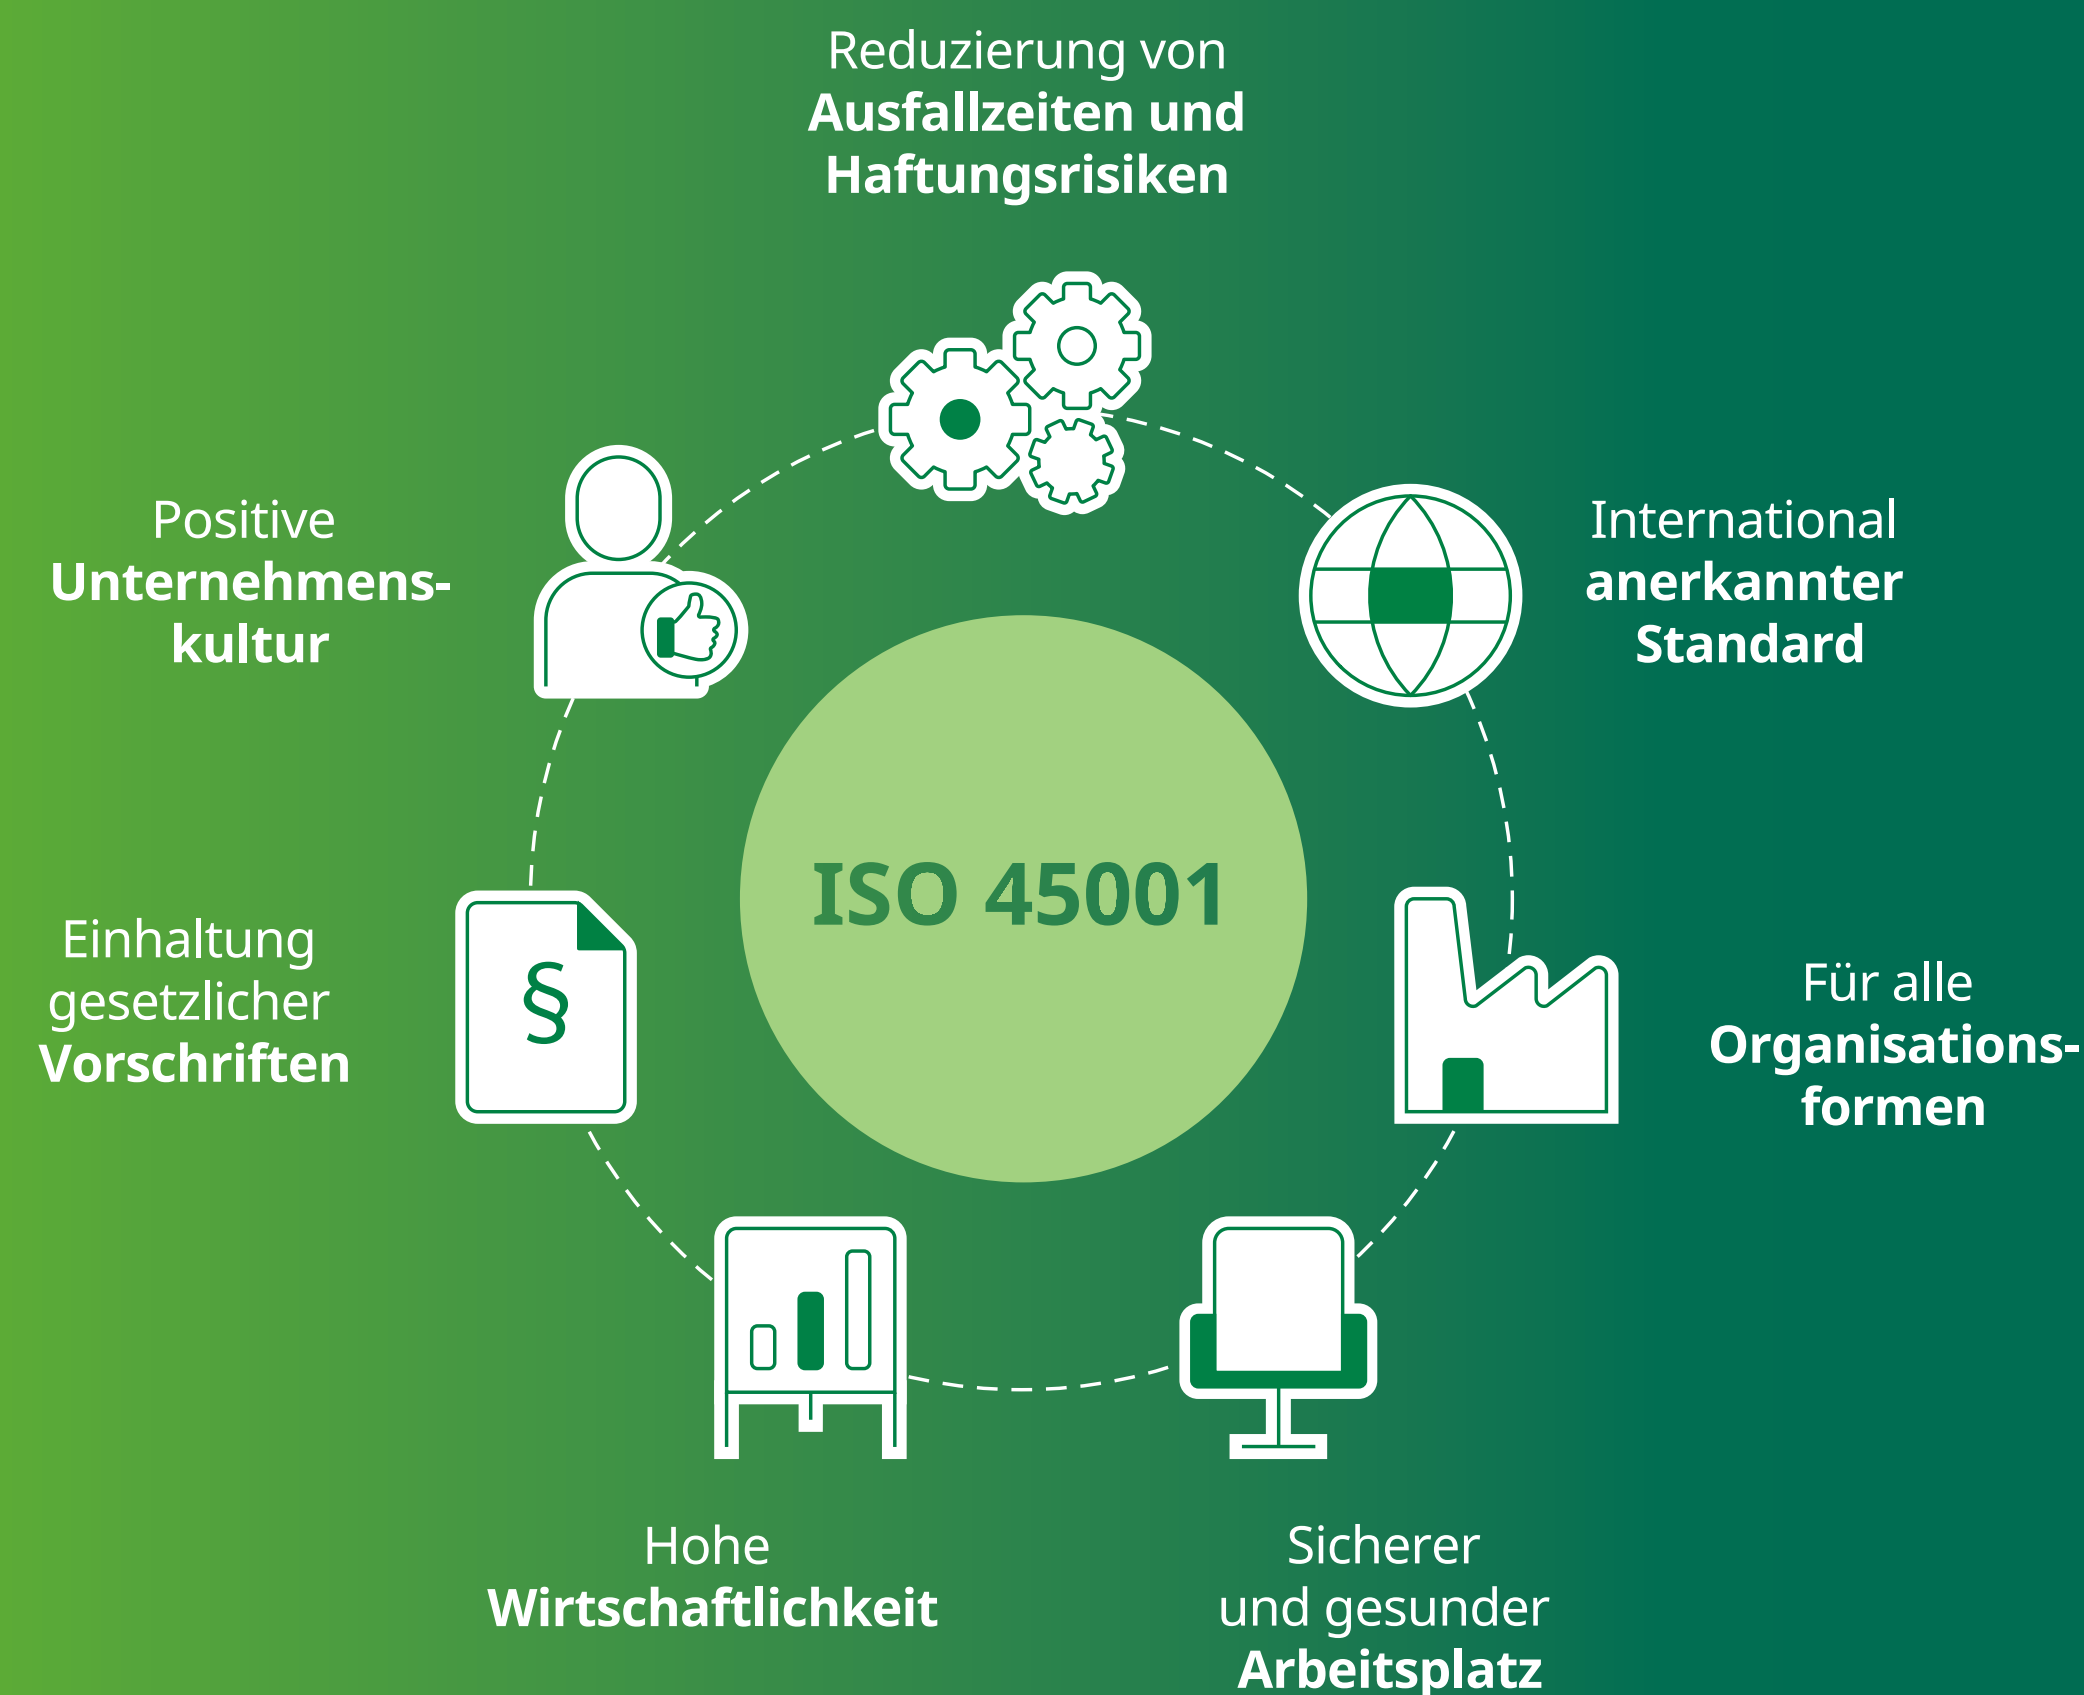 Reduzierung von
Ausfallzeiten und
Haftungsrisiken
Positive
Unternehmens-
kultur
International
anerkannter
Standard
ISO 45001
Einhaltung
gesetzlicher
Vorschriften
§
Für alle
Organisations-
formen
Hohe
Wirtschaftlichkeit
Sicherer
und gesunder
Arbeitsplatz